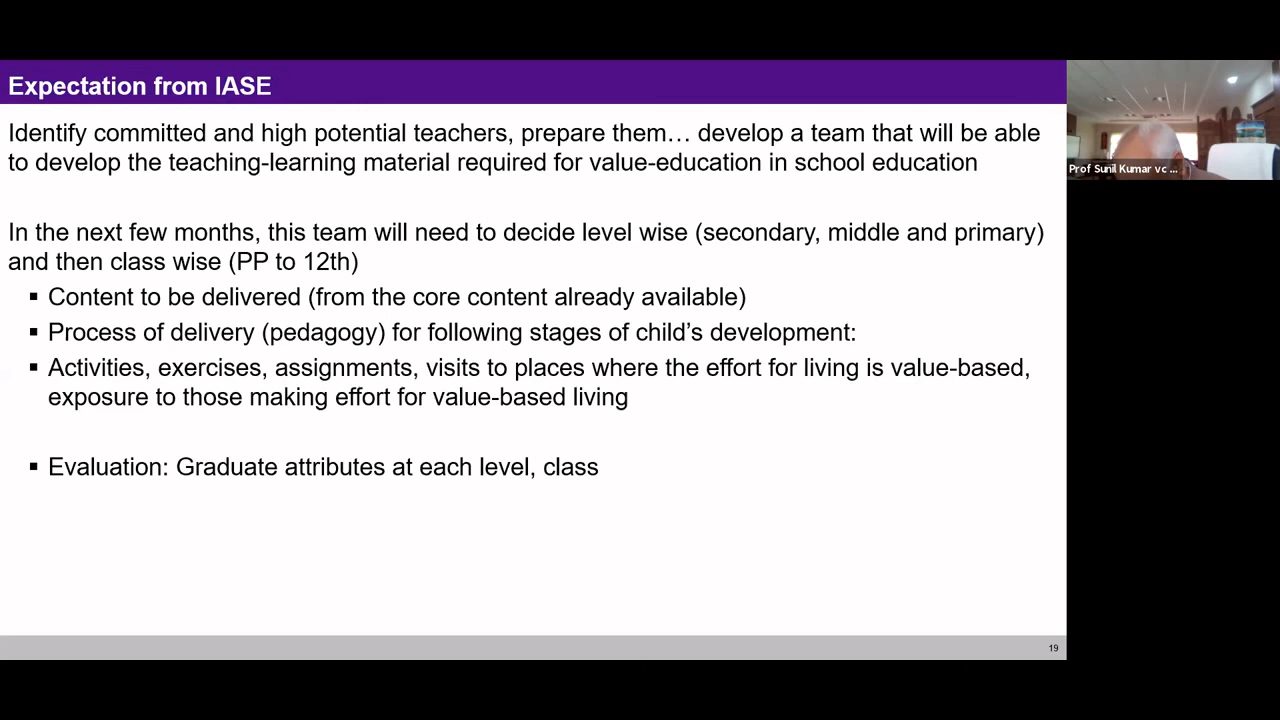 Expectation from IASE
Identify committed and high potential teachers, prepare them… develop a team that will be able
to develop the teaching-learning material required for value-education in school education
In the next few months, this team will need to decide level wise (secondary, middle and primary)
and then class wise (PP to 12th)
▪ Content to be delivered (from the core content already available)
▪ Process of delivery (pedagogy) for following stages of child’s development:
▪ Activities, exercises, assignments, visits to places where the effort for living is value-based,
exposure to those making effort for value-based living
▪ Evaluation: Graduate attributes at each level, class
19
Prof Sunil Kumar vc ...